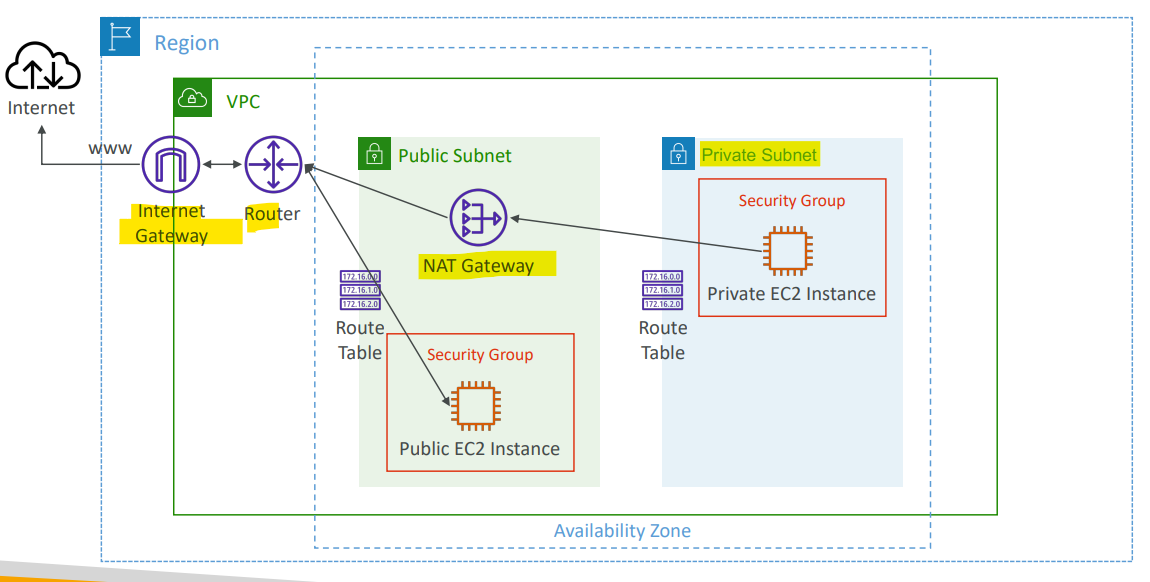 Region
Internet
VPC
www
Internet
Gateway
Router
Public Subnet
NAT Gateway
172.16.0.0
172.16.1.0
172.16.2.0
Route
Table
Security Group
Public EC2 Instance
Private Subnet
Security Group
Private EC2 Instance
172.16.0.0
172.16.1.0
172.16.2.0
Route
Table
Availability Zone